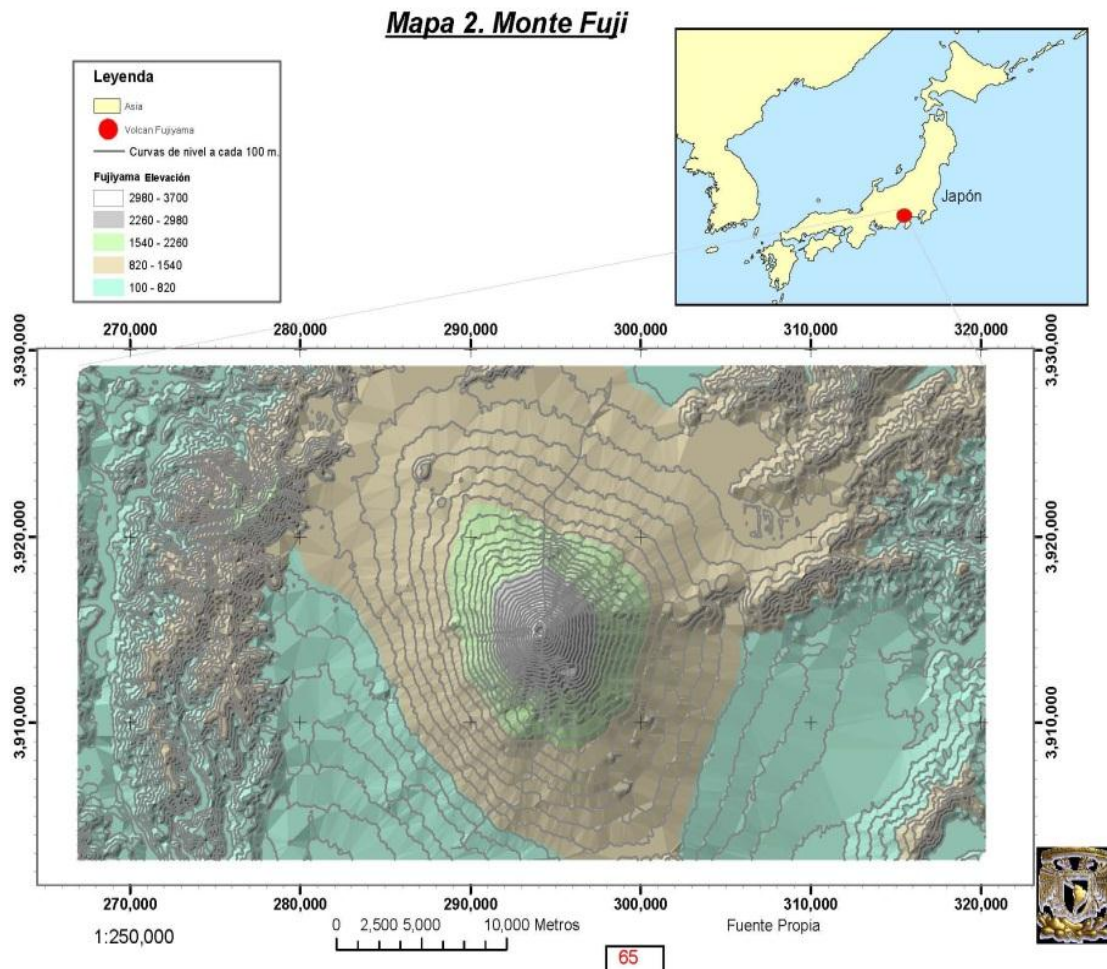 Mapa 2. Monte Fuji
Leyenda
Asia
Volcan Fujiyama
Curvas de nivel a cada 100 m.
Fujiyama Elevación
2980 - 3700
2260 - 2980
1540 - 2260
820 - 1540
100 - 820
Japón
270,000 280,000 290,000 300,000 310,000 320,000
3,930,000 3,930,000
3,920,000 3,920,000
3,910,000 3,910,000
270,000 280,000 290,000 300,000 310,000 320,000
1:250,000
0 2,500 5,000 10,000 Metros
Fuente Propia
65